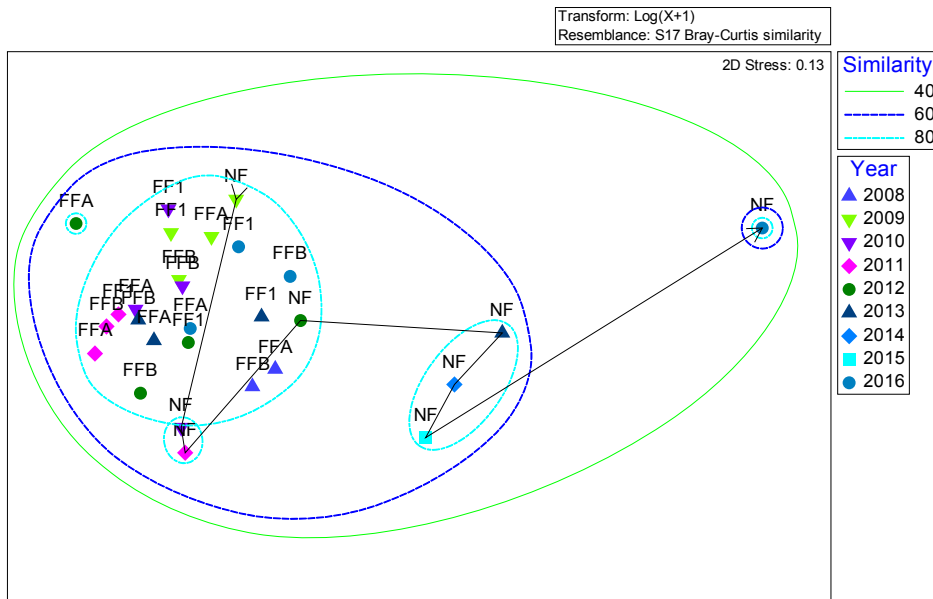 Transform: Log(X+1)
Resemblance: S17 Bray-Curtis similarity
2D Stress: 0.13
NF
FF1
FFA
NF
FF1
FFA
FF1
FFB
FFB
FFB
FFA
FF1
FF1
NF
FFB
FFB
FFA
NF
FFA
FF1
FFA
FFA
FFB
NF
FFB
NF
NF
NF
Similarity
40
60
80
Year
2008
2009
2010
2011
2012
2013
2014
2015
2016